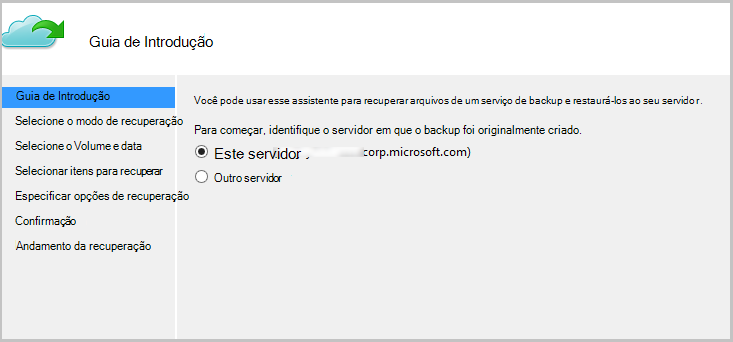 Guia de Introdução
Guia de Introdução
Selecione o modo de recuperação
Selecione o Volume e data
Selecionar itens para recuperar
Especificar opções de recuperação
Confirmação
Andamento da recuperação
Você pode usar esse assistente para recuperar arquivos de um serviço de backup e restaurá-los ao seu servidor.
Para começar, identifique o servidor em que o backup foi originalmente criado.
Este servidor corp.microsoft.com)
Outro servidor